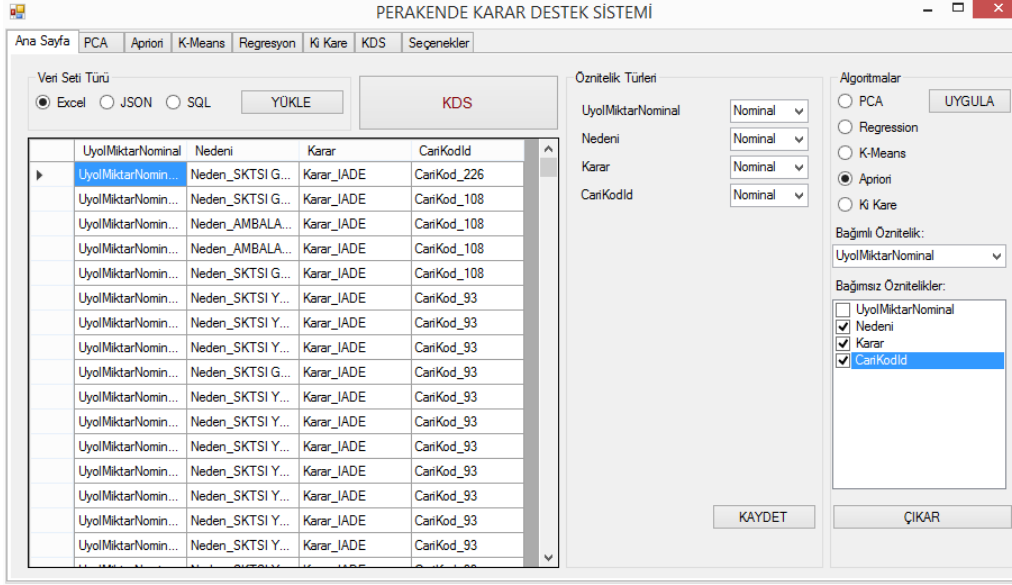 PERAKENDE KARAR DESTEK SİSTEMİ
Ana Sayfa PCA Apriori K-Means Regresyon Ki Kare KDS Seçenekler
Veri Seti Türü
Excel JSON SQL YÜKLE
KDS
UyolMiktarNominal Nedeni Karar CariKodId
UyolMiktarNomin... Neden_SKTSI G... Karar_IADE CariKod_226
UyolMiktarNomin... Neden_SKTSI G... Karar_IADE CariKod_108
UyolMiktarNomin... Neden_AMBALA... Karar_IADE CariKod_108
UyolMiktarNomin... Neden_AMBALA... Karar_IADE CariKod_108
UyolMiktarNomin... Neden_SKTSI G... Karar_IADE CariKod_108
UyolMiktarNomin... Neden_SKTSI Y... Karar_IADE CariKod_93
UyolMiktarNomin... Neden_SKTSI Y... Karar_IADE CariKod_93
UyolMiktarNomin... Neden_SKTSI Y... Karar_IADE CariKod_93
UyolMiktarNomin... Neden_SKTSI G... Karar_IADE CariKod_93
UyolMiktarNomin... Neden_SKTSI Y... Karar_IADE CariKod_93
UyolMiktarNomin... Neden_SKTSI Y... Karar_IADE CariKod_93
UyolMiktarNomin... Neden_SKTSI Y... Karar_IADE CariKod_93
UyolMiktarNomin... Neden_SKTSI Y... Karar_IADE CariKod_93
UyolMiktarNomin... Neden_SKTSI Y... Karar_IADE CariKod_93
UyolMiktarNomin... Neden_SKTSI Y... Karar_IADE CariKod_93
UyolMiktarNomin... Neden_SKTSI Y... Karar_IADE CariKod_93
Öznitelik Türleri
UyolMiktarNominal Nominal
Nedeni Nominal
Karar Nominal
CariKodId Nominal
KAYDET
Algoritmalar
PCA UYGULA
Regression
K-Means
Apriori
Ki Kare
Bağımlı Öznitelik:
UyolMiktarNominal
Bağımsız Öznitelikler:
UyolMiktarNominal
Nedeni
Karar
CariKodId
ÇIKAR